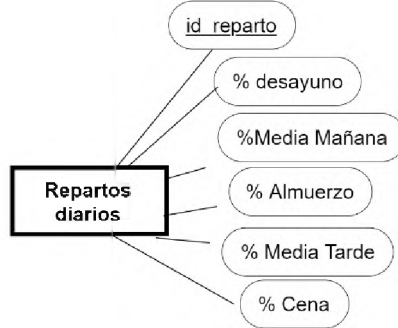 id_reparto
% desayuno
%Media Mañana
Repartos
diarios
% Almuerzo
% Media Tarde
% Cena